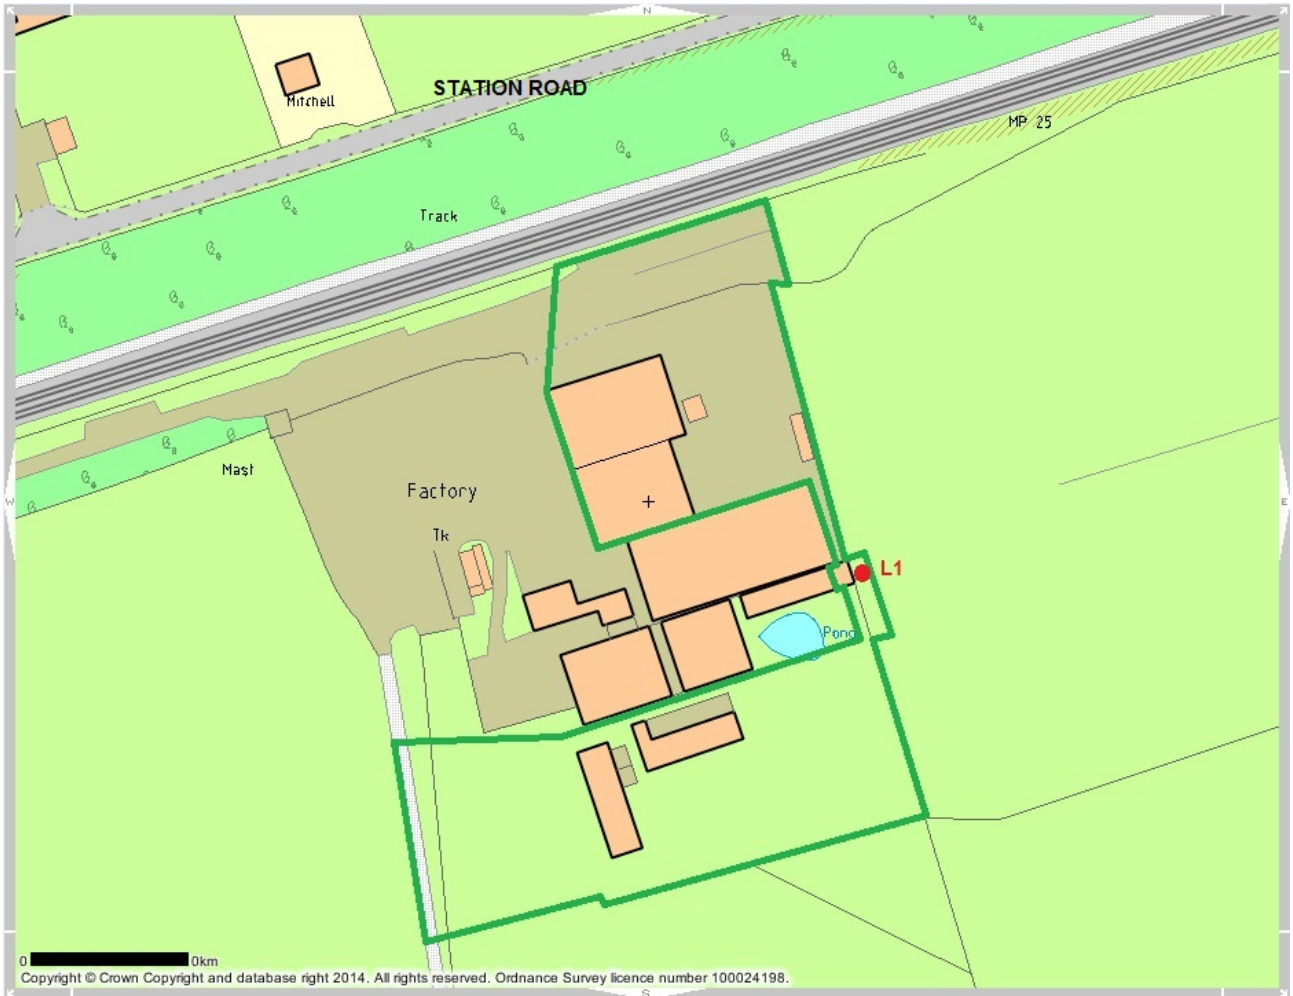 N
STATION ROAD
Mitchell
MP 25
Track
Mast
Factory
W
E
Tk
L1
Pond
0
0km
Copyright © Crown Copyright and database right 2014. All rights reserved. Ordnance Survey licence number 100024198.
S